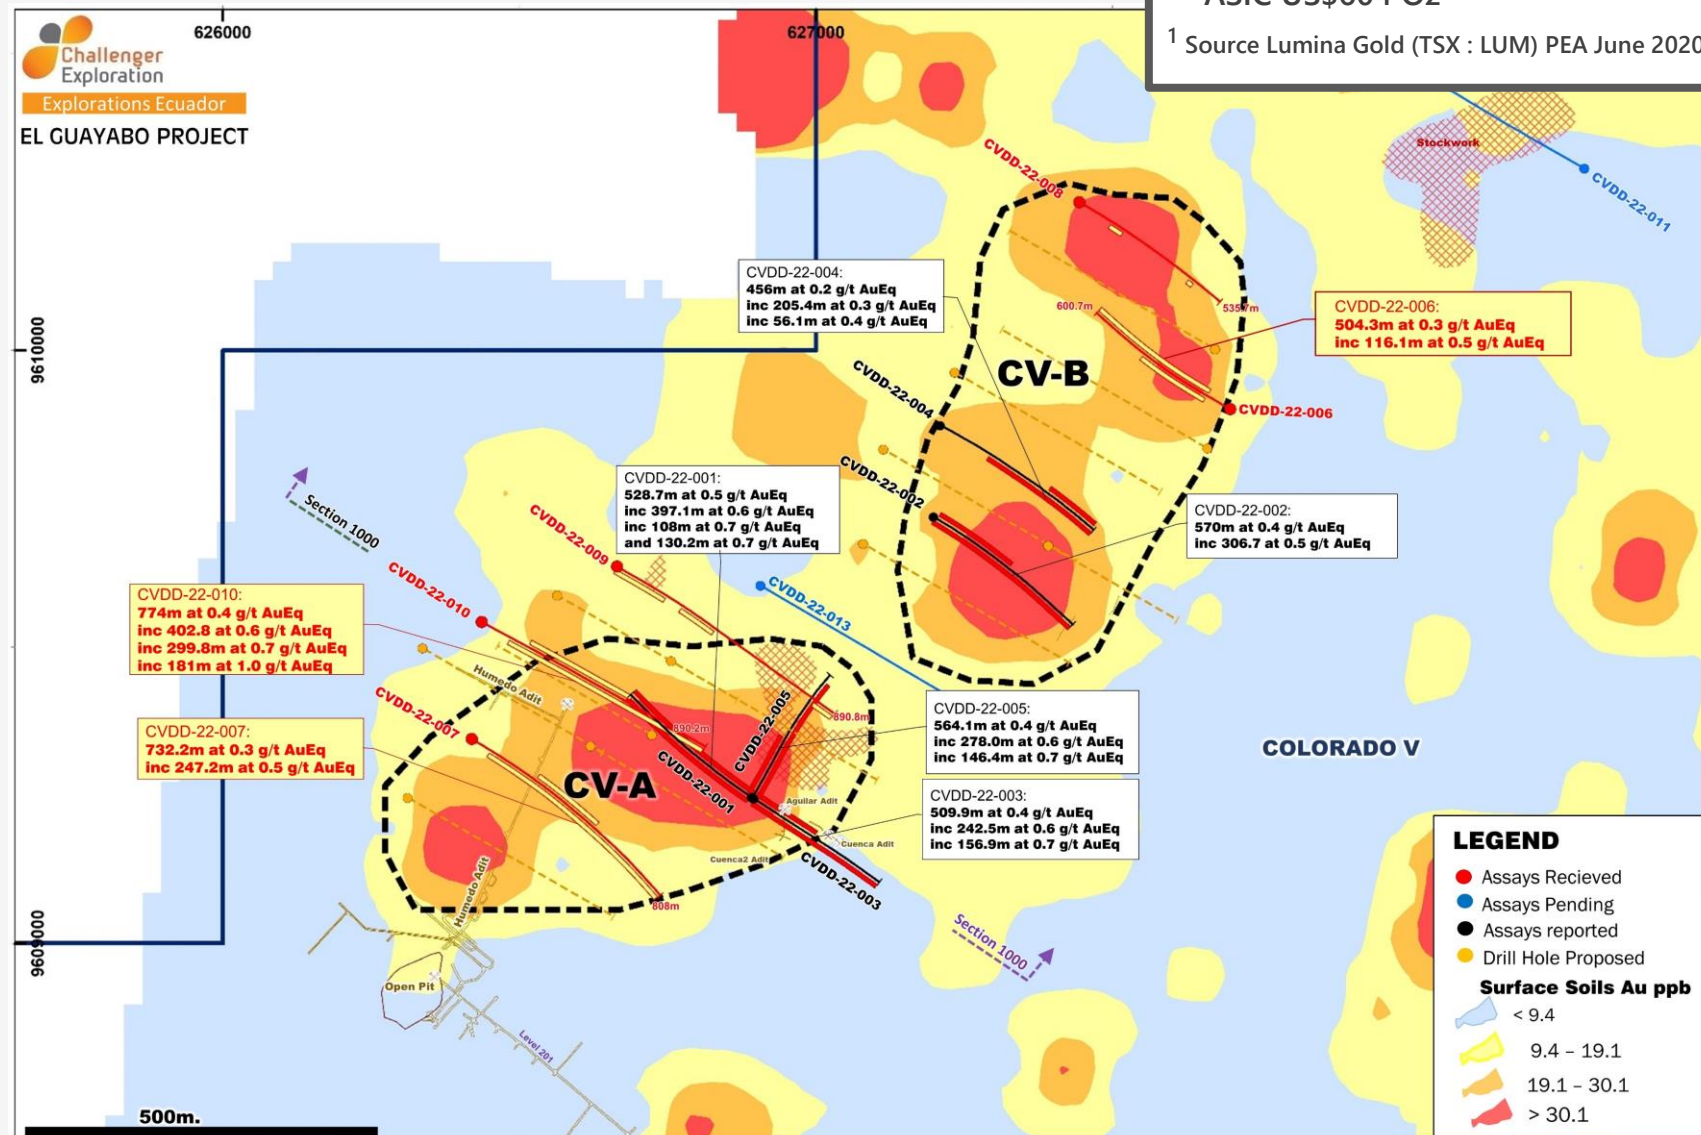 ¹ Source Lumina Gold (TSX : LUM) PEA June 2020
626000
627000
Challenger
Exploration
Explorations Ecuador
EL GUAYABO PROJECT
Stockwork
CVDD-22-008
CVDD-22-011
CVDD-22-004:
456m at 0.2 g/t AuEq
inc 205.4m at 0.3 g/t AuEq
inc 56.1m at 0.4 g/t AuEq
600.7m
535.7m
CVDD-22-006:
504.3m at 0.3 g/t AuEq
inc 116.1m at 0.5 g/t AuEq
9610000
CV-B
CVDD-22-004
CVDD-22-006
CVDD-22-002
CVDD-22-001:
528.7m at 0.5 g/t AuEq
inc 397.1m at 0.6 g/t AuEq
inc 108m at 0.7 g/t AuEq
and 130.2m at 0.7 g/t AuEq
CVDD-22-002:
570m at 0.4 g/t AuEq
inc 306.7 at 0.5 g/t AuEq
Section 1000
CVDD-22-009
CVDD-22-010
CVDD-22-013
CVDD-22-010:
774m at 0.4 g/t AuEq
inc 402.8 at 0.6 g/t AuEq
inc 299.8m at 0.7 g/t AuEq
inc 181m at 1.0 g/t AuEq
Humedo Adit
CVDD-22-007
CVDD-22-005
890.2m
890.8m
CVDD-22-005:
564.1m at 0.4 g/t AuEq
inc 278.0m at 0.6 g/t AuEq
inc 146.4m at 0.7 g/t AuEq
CVDD-22-007:
732.2m at 0.3 g/t AuEq
inc 247.2m at 0.5 g/t AuEq
COLORADO V
CV-A
CVDD-22-001
CVDD-22-003:
509.9m at 0.4 g/t AuEq
inc 242.5m at 0.6 g/t AuEq
inc 156.9m at 0.7 g/t AuEq
Aguilar Adit
Cuenca Adit
Cuenca2 Adit
CVDD-22-003
Humedo Adit
808m
9609000
Section 1000
Open Pit
Level 201
500m.
LEGEND
Assays Recieved
Assays Pending
Assays reported
Drill Hole Proposed
Surface Soils Au ppb
< 9.4
9.4 – 19.1
19.1 – 30.1
> 30.1